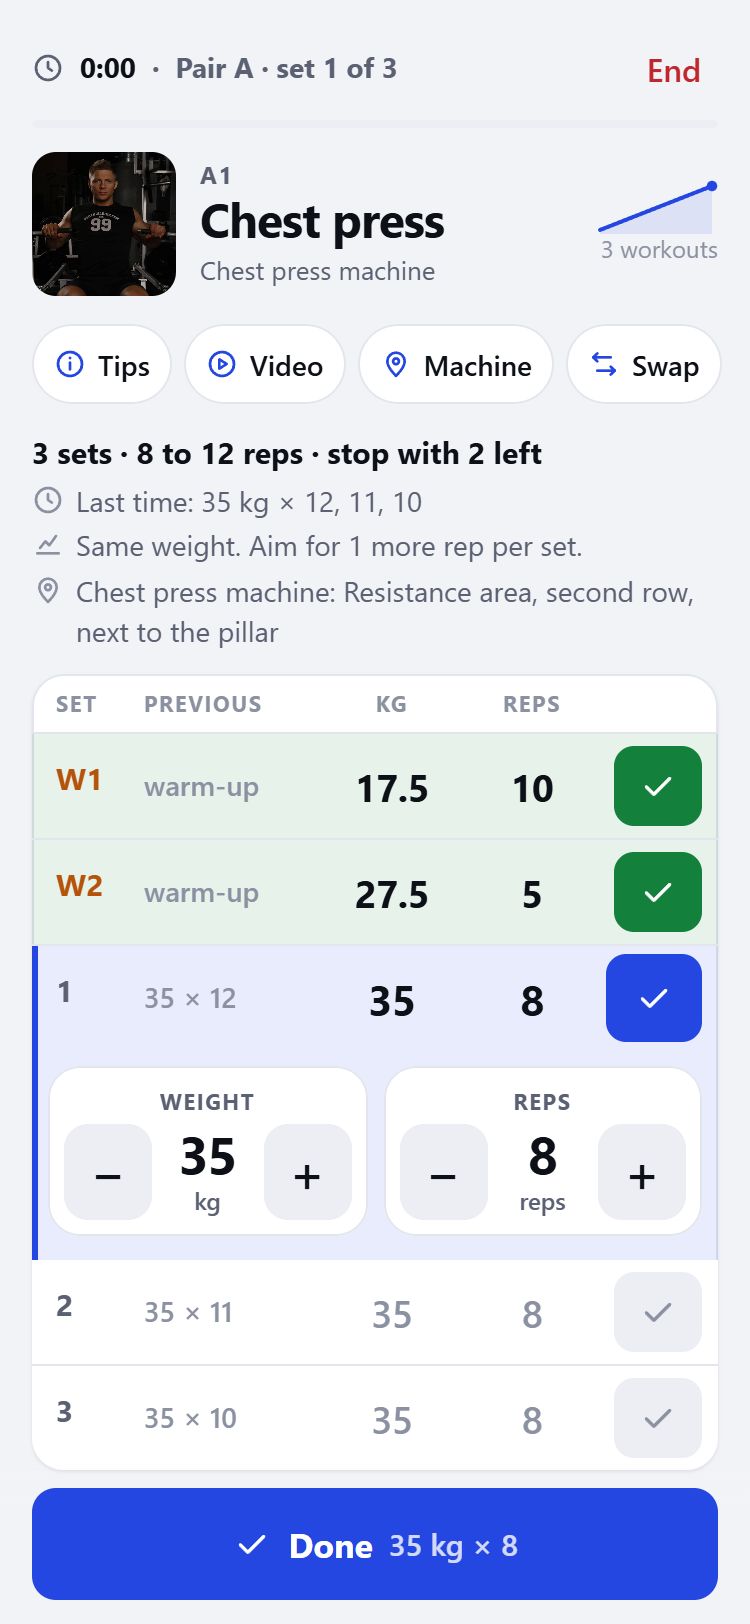 0:00 · Pair A · set 1 of 3
End
99
A1
Chest press
Chest press machine
3 workouts
Tips
Video
Machine
Swap
3 sets · 8 to 12 reps · stop with 2 left
Last time: 35 kg × 12, 11, 10
Same weight. Aim for 1 more rep per set.
Chest press machine: Resistance area, second row,
next to the pillar
SET PREVIOUS KG REPS
W1 warm-up 17.5 10
W2 warm-up 27.5 5
1 35 × 12 35 8
WEIGHT REPS
− 35 + − 8 +
kg reps
2 35 × 11 35 8
3 35 × 10 35 8
Done 35 kg × 8